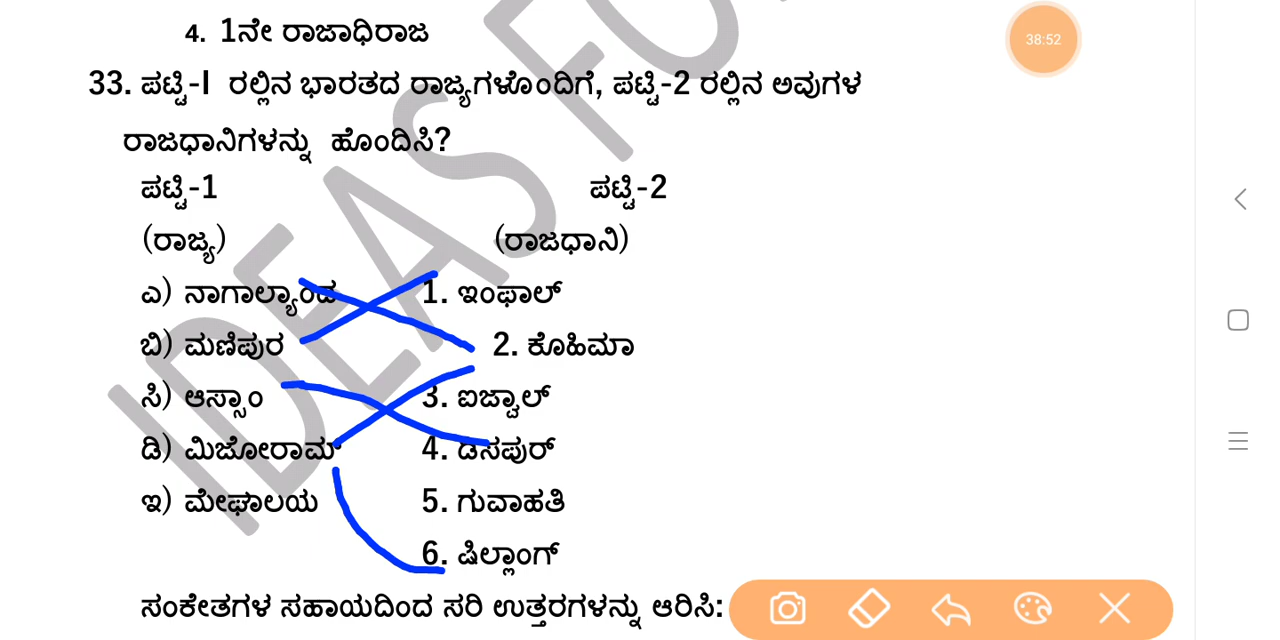 4. 1ನೇ ರಾಜಾಧಿರಾಜ
38:52
33. ಪಟ್ಟಿ-I ರಲ್ಲಿನ ಭಾರತದ ರಾಜ್ಯಗಳೊಂದಿಗೆ, ಪಟ್ಟಿ-2 ರಲ್ಲಿನ ಅವುಗಳ
ರಾಜಧಾನಿಗಳನ್ನು ಹೊಂದಿಸಿ?
ಪಟ್ಟಿ-1 ಪಟ್ಟಿ-2
(ರಾಜ್ಯ) (ರಾಜಧಾನಿ)
ಎ) ನಾಗಾಲ್ಯಾಂಡ 1. ಇಂಫಾಲ್
ಬಿ) ಮಣಿಪುರ 2. ಕೊಹಿಮಾ
ಸಿ) ಆಸ್ಸಾಂ 3. ಐಜ್ವಾಲ್
ಡಿ) ಮಿಜೋರಾಮ್ 4. ಡಿಸಪುರ್
ಇ) ಮೇಘಾಲಯ 5. ಗುವಾಹತಿ
6. ಷಿಲ್ಲಾಂಗ್
ಸಂಕೇತಗಳ ಸಹಾಯದಿಂದ ಸರಿ ಉತ್ತರಗಳನ್ನು ಆರಿಸಿ:
IDEAS FO